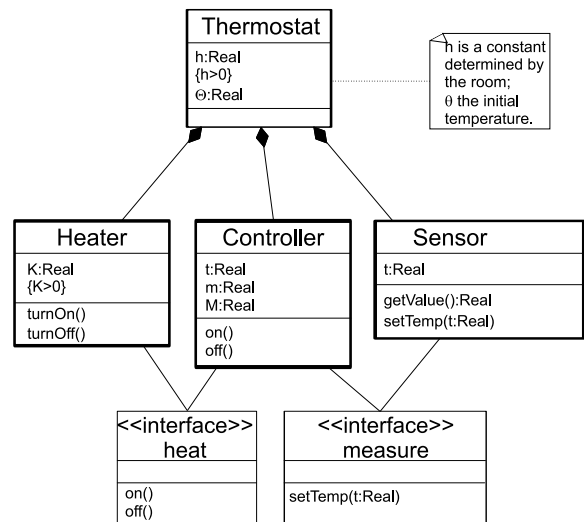 Thermostat
h:Real
{h>0}
Θ:Real
h is a constant
determined by
the room;
θ the initial
temperature.
Heater
K:Real
{K>0}
turnOn()
turnOff()
Controller
t:Real
m:Real
M:Real
on()
off()
Sensor
t:Real
getValue():Real
setTemp(t:Real)
<<interface>>
heat
on()
off()
<<interface>>
measure
setTemp(t:Real)